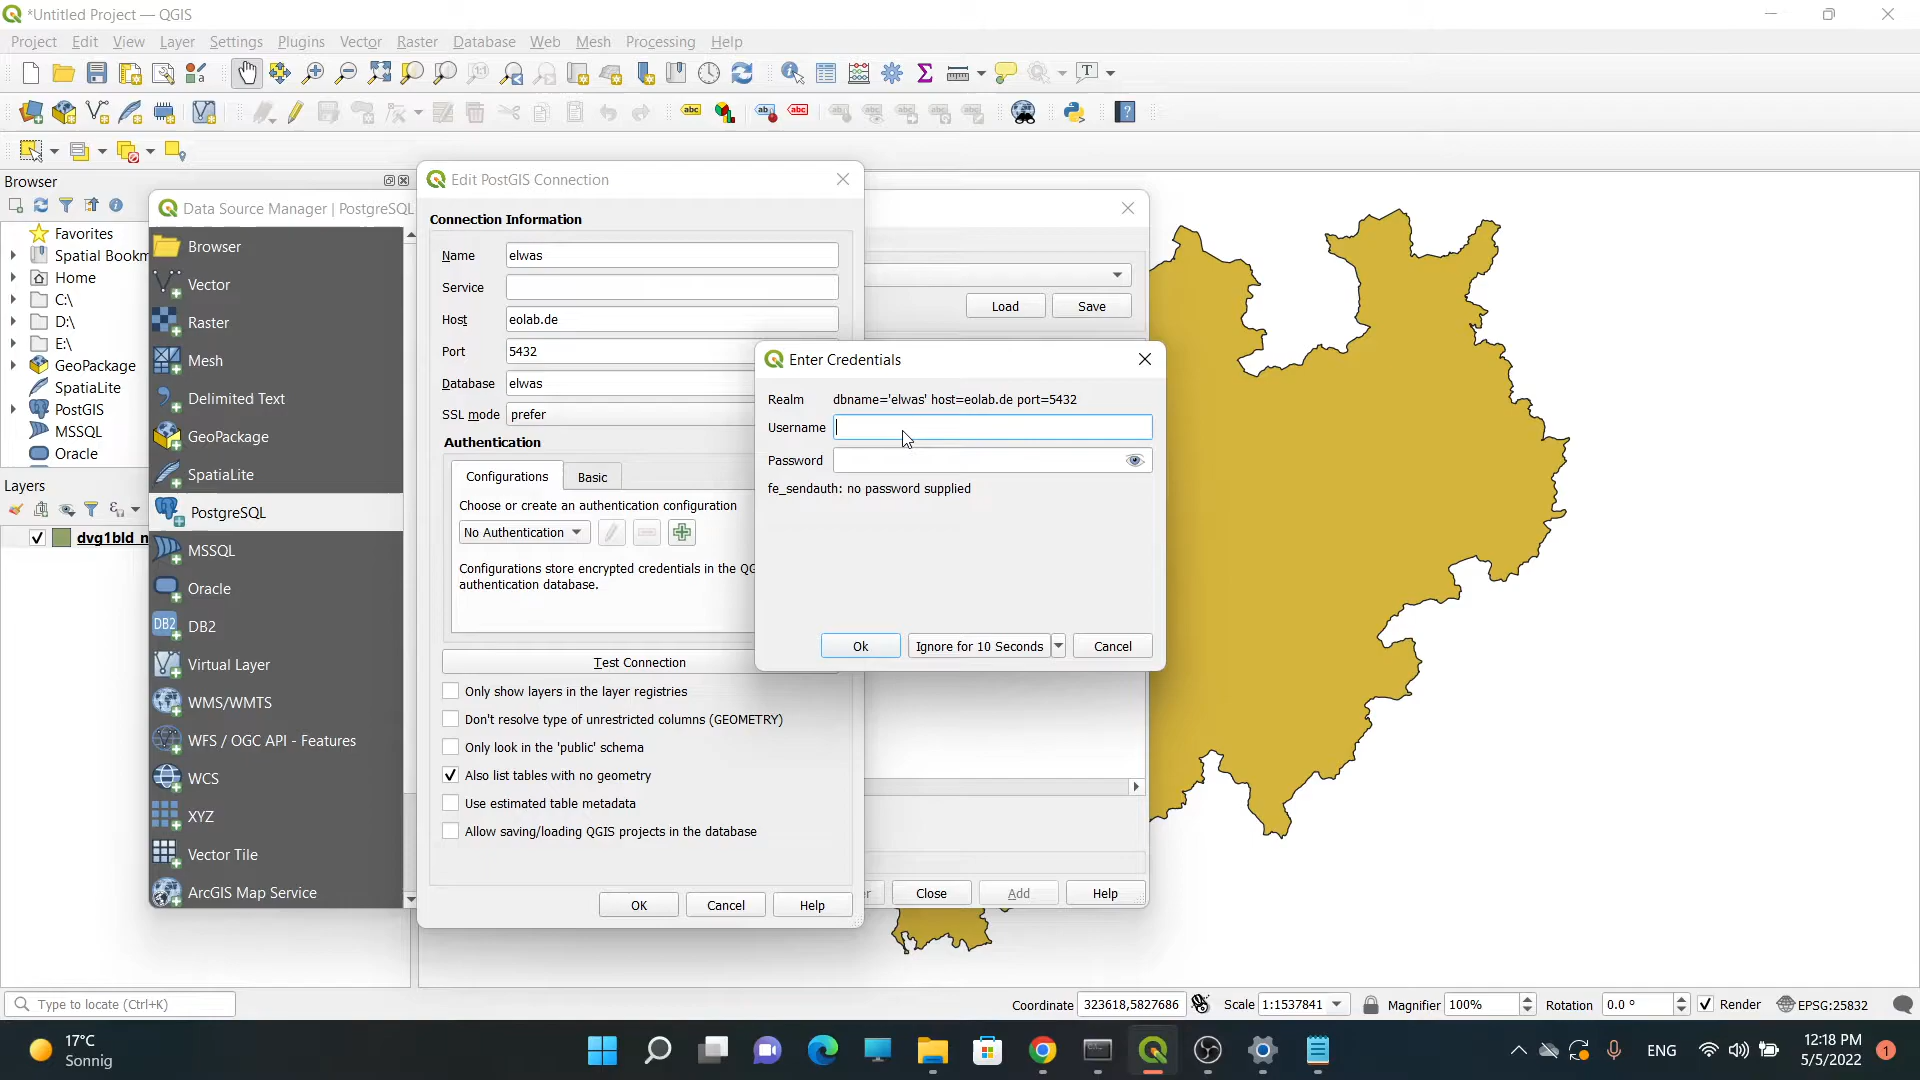 *Untitled Project — QGIS
Project Edit View Layer Settings Plugins Vector Raster Database Web Mesh Processing Help
Browser
Favorites
Spatial Bookm
Home
C:\
D:\
E:\
GeoPackage
SpatiaLite
PostGIS
MSSQL
Oracle
Layers
dvg1bld_n
Data Source Manager | PostgreSQL
Browser
Vector
Raster
Mesh
Delimited Text
GeoPackage
SpatiaLite
PostgreSQL
MSSQL
Oracle
DB2
DB2
Virtual Layer
WMS/WMTS
WFS / OGC API - Features
WCS
XYZ
Vector Tile
ArcGIS Map Service
Load Save
Close Add Help
Edit PostGIS Connection
Connection Information
Name elwas
Service
Host eolab.de
Port 5432
Database elwas
SSL mode prefer
Authentication
Configurations Basic
Choose or create an authentication configuration
No Authentication
Configurations store encrypted credentials in the QG
authentication database.
Test Connection
Only show layers in the layer registries
Don't resolve type of unrestricted columns (GEOMETRY)
Only look in the 'public' schema
Also list tables with no geometry
Use estimated table metadata
Allow saving/loading QGIS projects in the database
OK Cancel Help
Enter Credentials
Realm dbname='elwas' host=eolab.de port=5432
Username
Password
fe_sendauth: no password supplied
Ok Ignore for 10 Seconds Cancel
Type to locate (Ctrl+K)
Coordinate 323618,5827686 Scale 1:1537841 Magnifier 100% Rotation 0.0 ° Render EPSG:25832
17°C
Sonnig
ENG
12:18 PM
5/5/2022
1